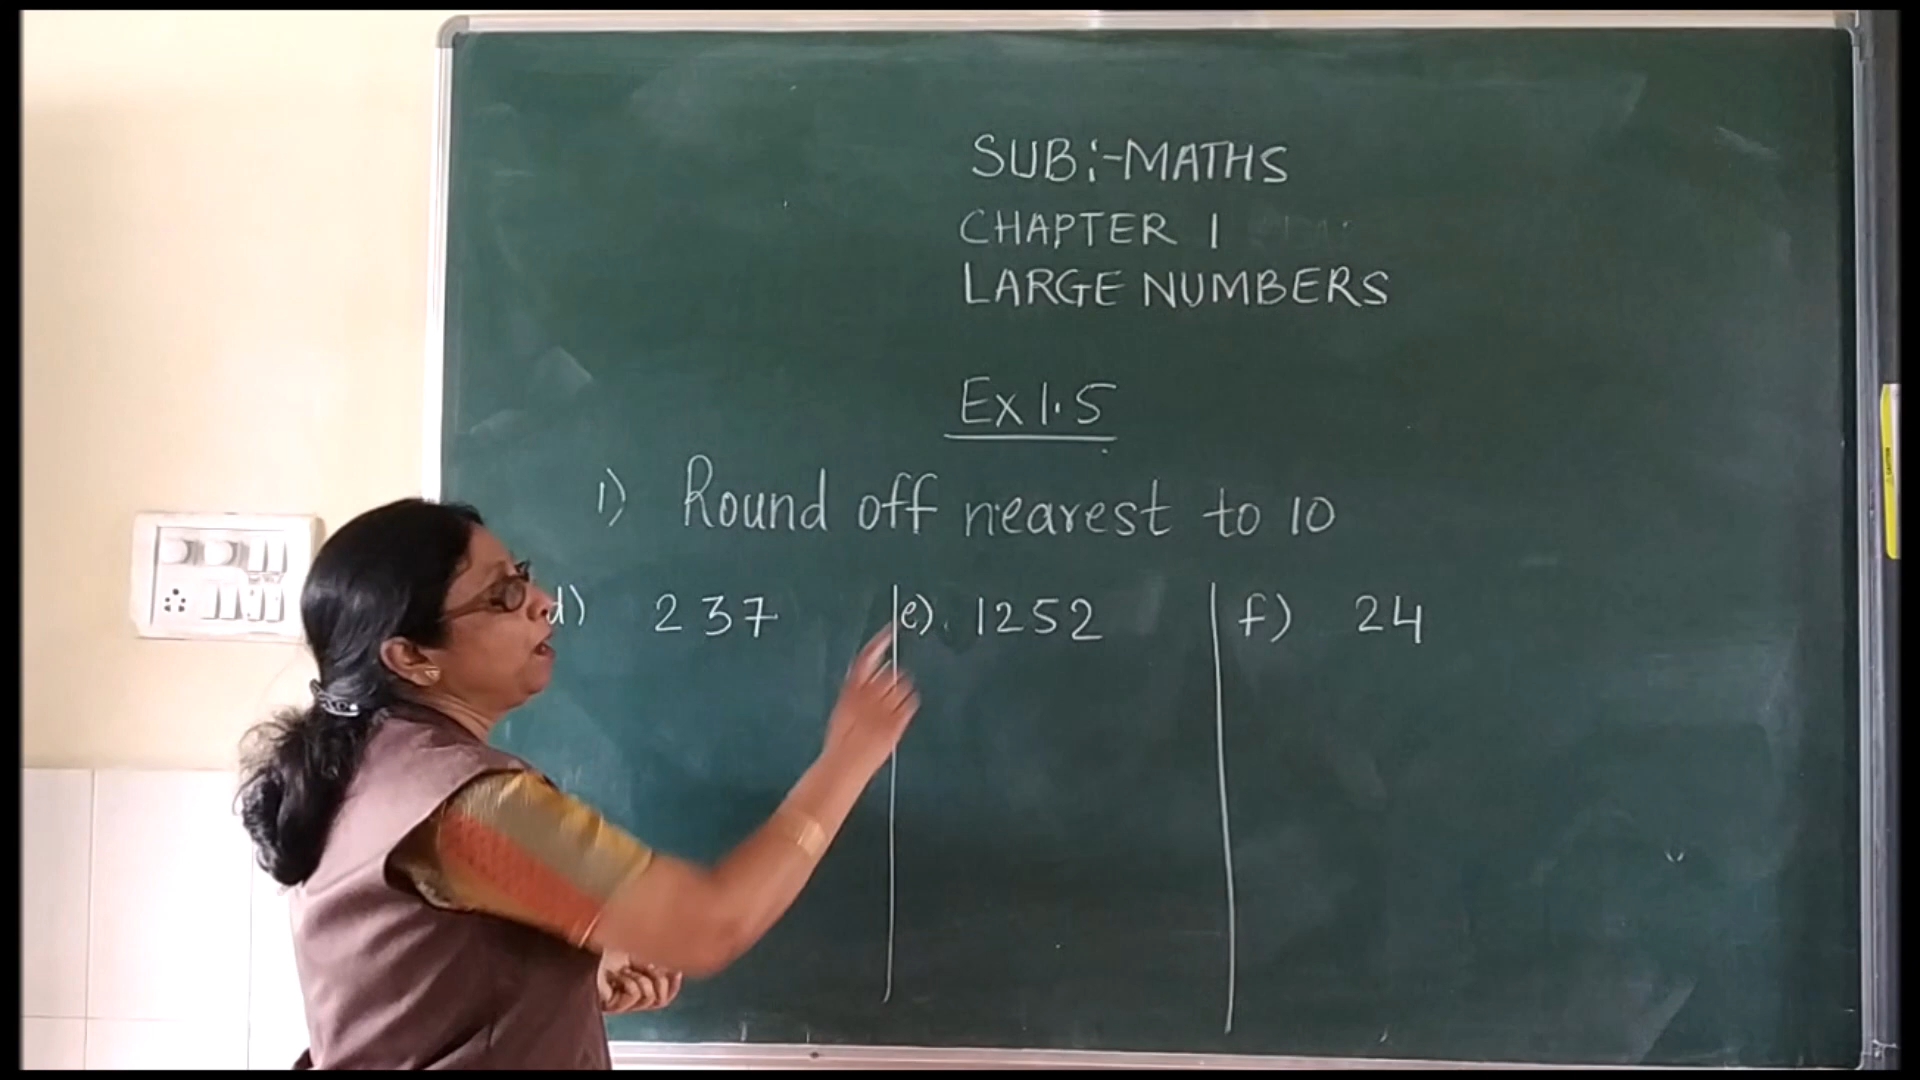 SUB:-MATHS
CHAPTER 1
LARGE NUMBERS
Ex 1.5
1) Round off nearest to 10
d) 237 e). 1252 f) 24